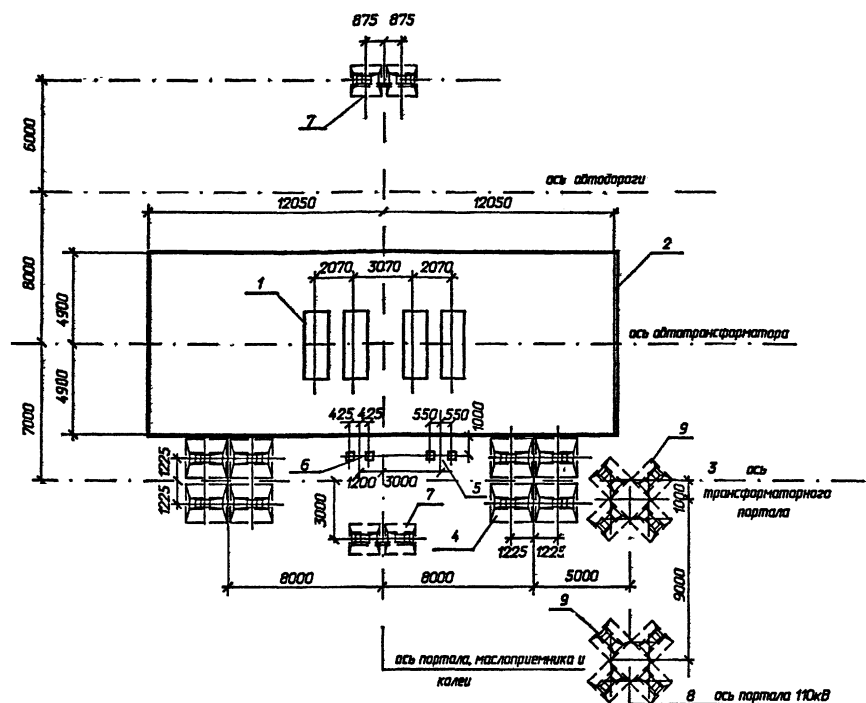 875 875
7
6000
ось автодороги
12050 12050
2
2070 3070 2070
1
8000
4900
ось автотрансформатора
4900
7000
425 425 550 550 1000
9
6
3 ось
трансформаторного
портала
1225
1200 3000
5
1000
1225
3000
7
4
1225 1225
8000 8000 5000
9000
9
ось портала, маслоприемника и
колеи
8 ось портала 110кВ